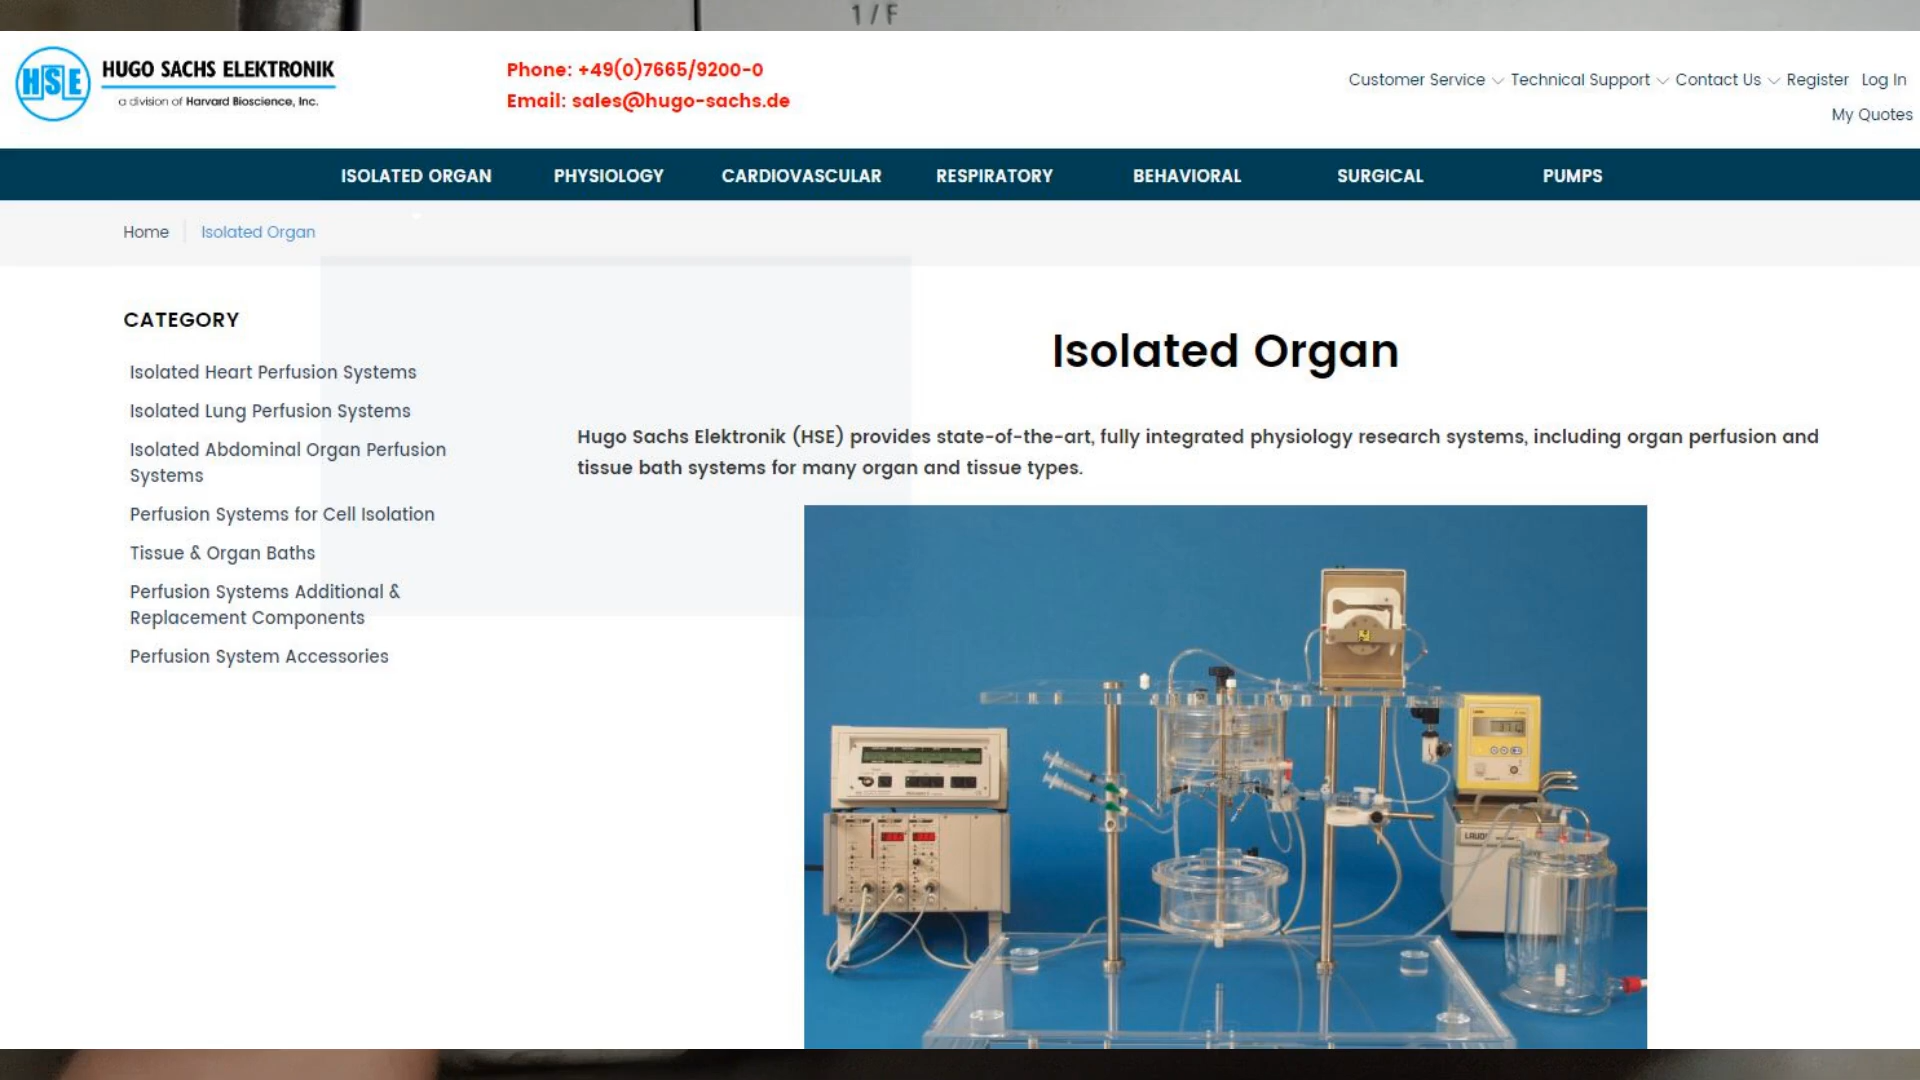 1 / F
HSE
HUGO SACHS ELEKTRONIK
a division of Harvard Bioscience, Inc.
Phone: +49(0)7665/9200-0
Email: sales@hugo-sachs.de
Customer Service Technical Support Contact Us Register Log In
My Quotes
ISOLATED ORGAN PHYSIOLOGY CARDIOVASCULAR RESPIRATORY BEHAVIORAL SURGICAL PUMPS
Home Isolated Organ
CATEGORY
Isolated Heart Perfusion Systems
Isolated Lung Perfusion Systems
Isolated Abdominal Organ Perfusion
Systems
Perfusion Systems for Cell Isolation
Tissue & Organ Baths
Perfusion Systems Additional &
Replacement Components
Perfusion System Accessories
Isolated Organ
Hugo Sachs Elektronik (HSE) provides state-of-the-art, fully integrated physiology research systems, including organ perfusion and
tissue bath systems for many organ and tissue types.